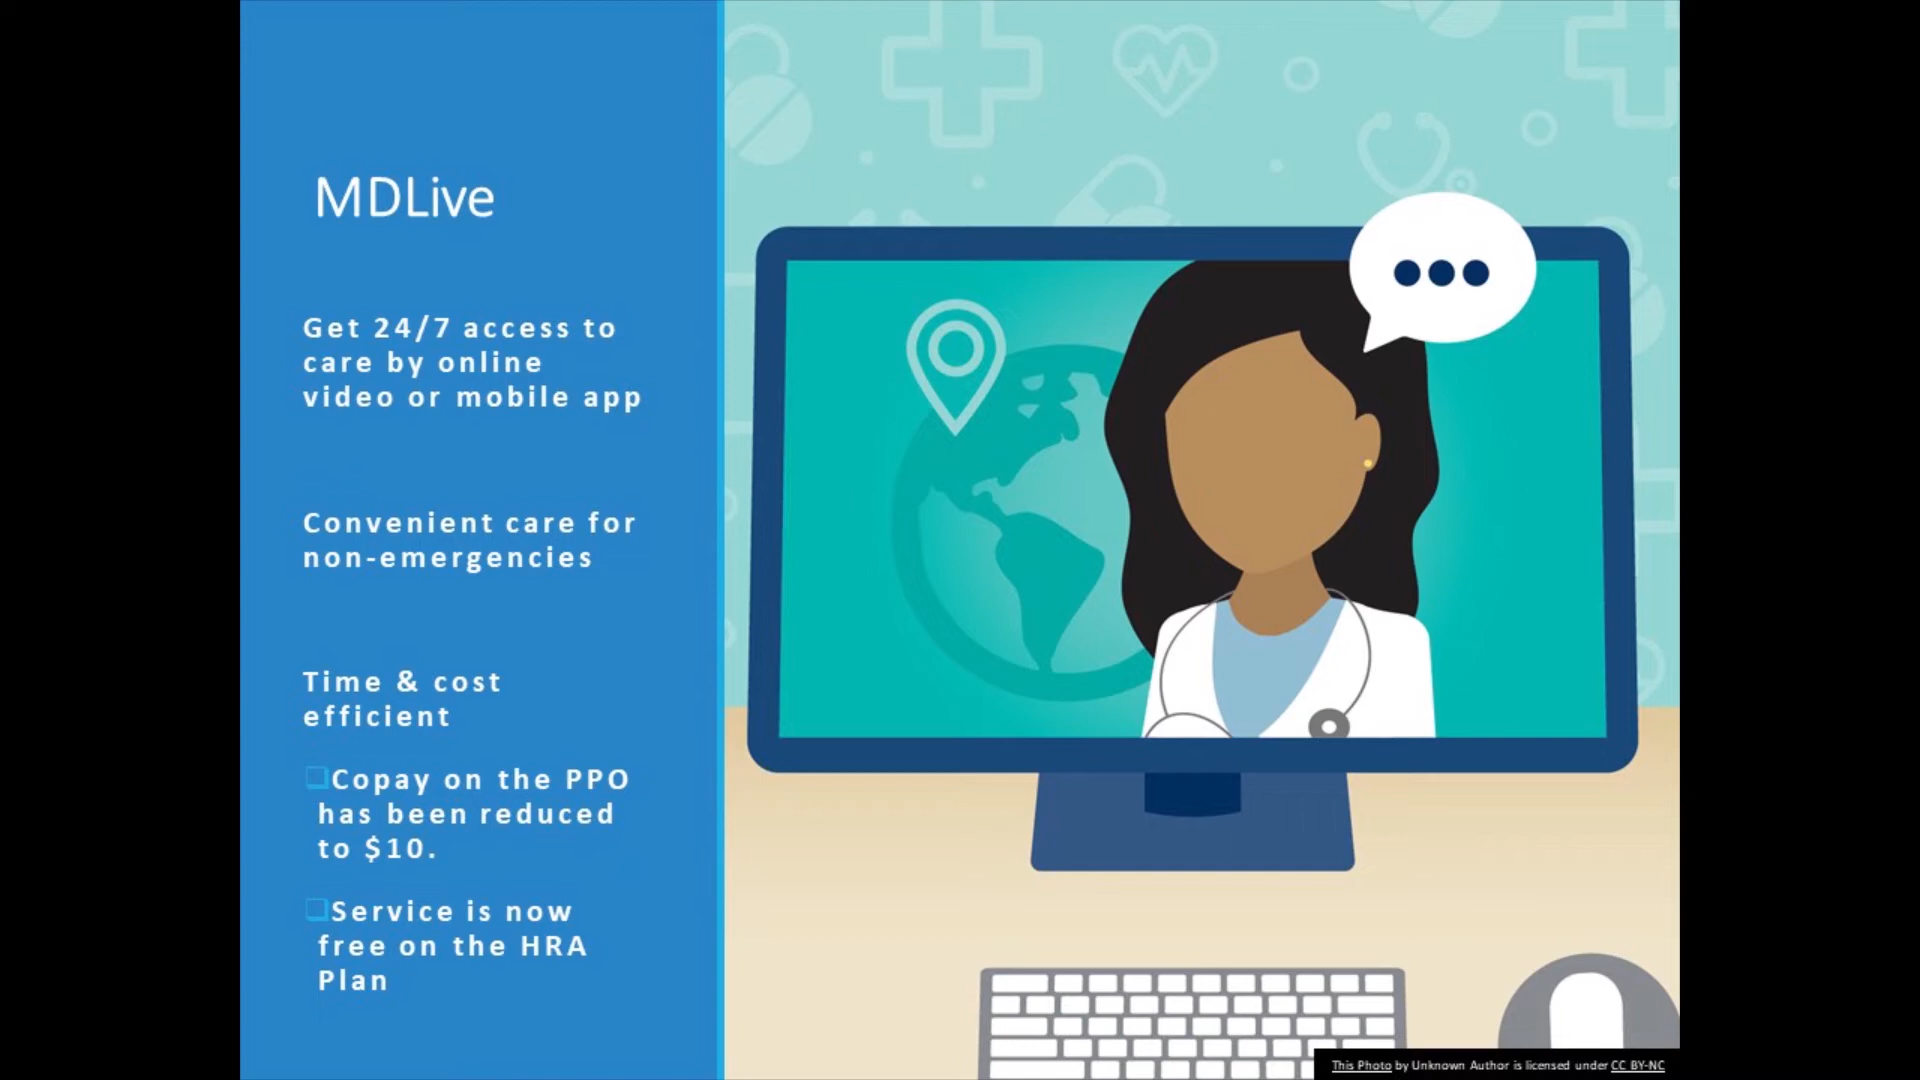 MDLive
Get 24/7 access to
care by online
video or mobile app
Convenient care for
non-emergencies
Time & cost
efficient
Copay on the PPO
has been reduced
to $10.
Service is now
free on the HRA
Plan
This Photo by Unknown Author is licensed under CC BY-NC